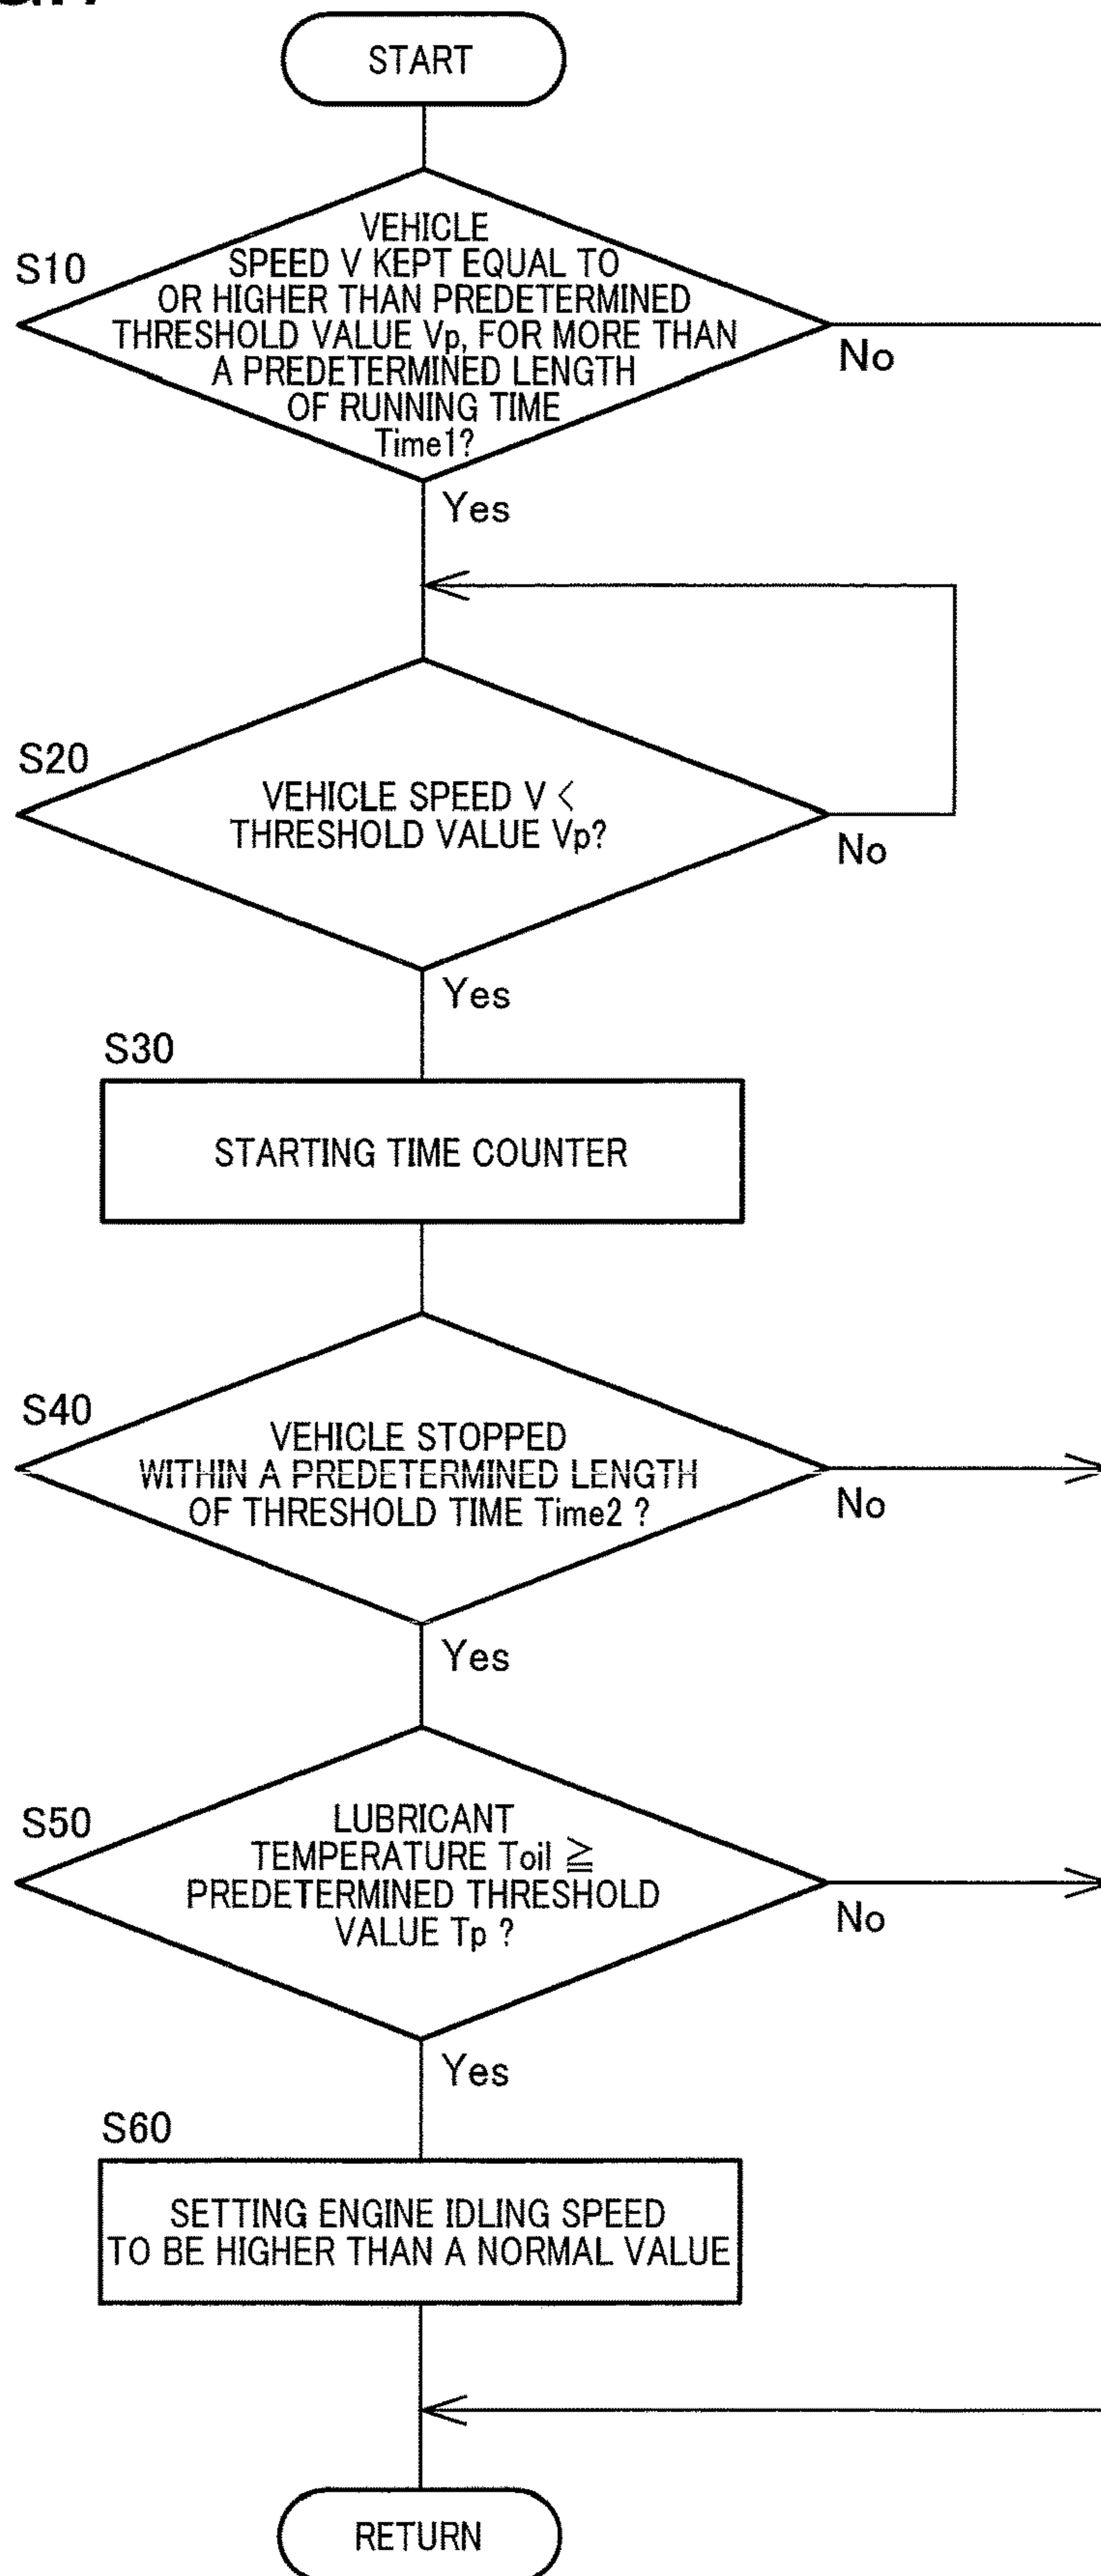 START
S10
VEHICLE
SPEED V KEPT EQUAL TO
OR HIGHER THAN PREDETERMINED
THRESHOLD VALUE Vp, FOR MORE THAN
A PREDETERMINED LENGTH
OF RUNNING TIME
Time1?
No
Yes
S20
VEHICLE SPEED V <
THRESHOLD VALUE Vp?
No
Yes
S30
STARTING TIME COUNTER
S40
VEHICLE STOPPED
WITHIN A PREDETERMINED LENGTH
OF THRESHOLD TIME Time2 ?
No
Yes
S50
LUBRICANT
TEMPERATURE Toil ≧
PREDETERMINED THRESHOLD
VALUE Tp ?
No
Yes
S60
SETTING ENGINE IDLING SPEED
TO BE HIGHER THAN A NORMAL VALUE
RETURN